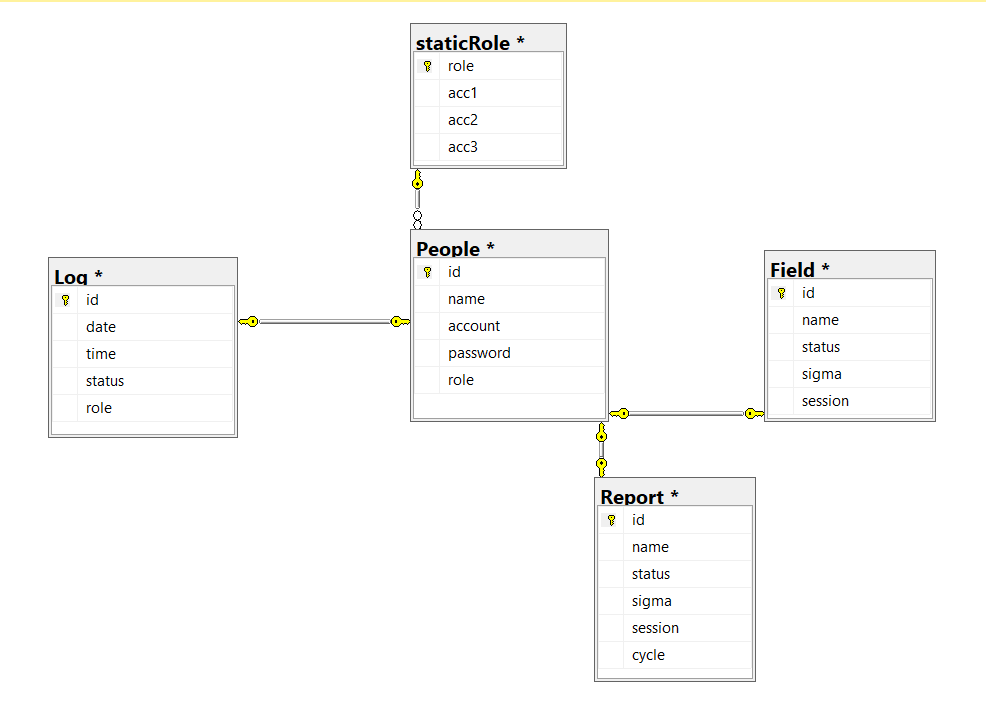 staticRole *
role
acc1
acc2
acc3
People *
id
name
account
password
role
Log *
id
date
time
status
role
Field *
id
name
status
sigma
session
Report *
id
name
status
sigma
session
cycle